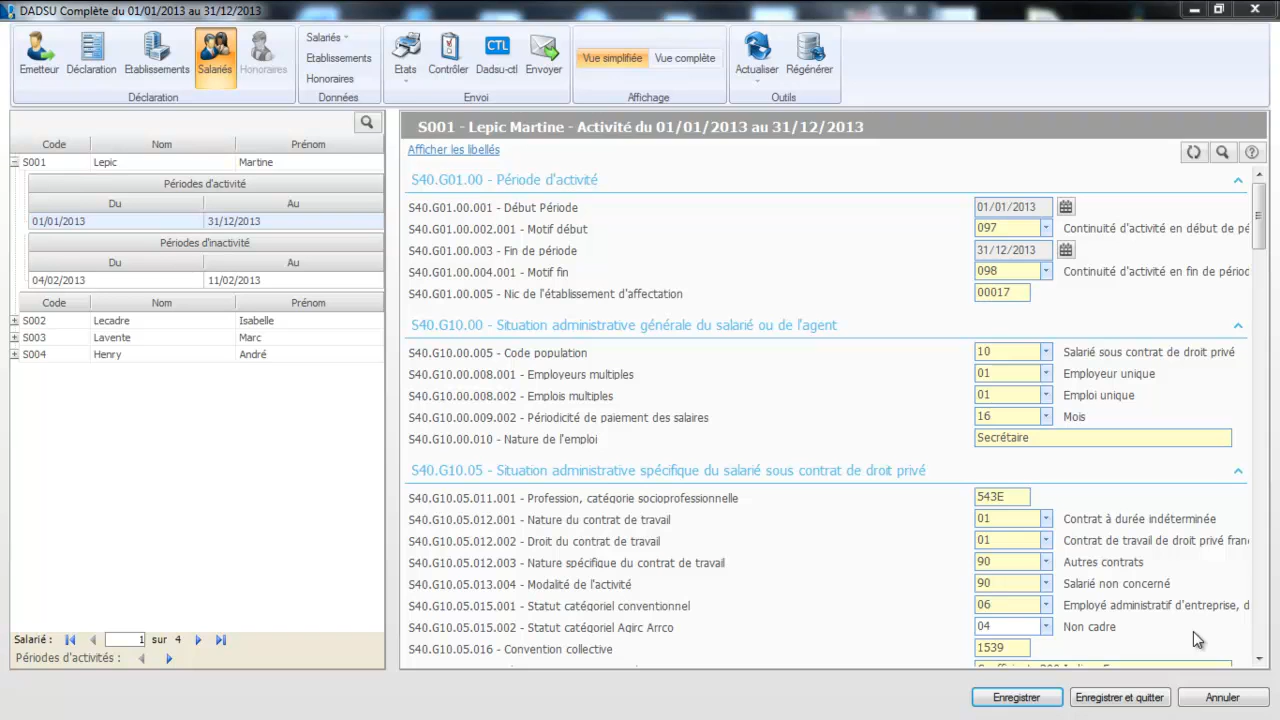 DADSU Complète du 01/01/2013 au 31/12/2013
Emetteur
Déclaration
Etablissements
Salariés
Honoraires
Déclaration
Salariés
Etablissements
Honoraires
Données
Etats
Contrôler
CTL
Dadsu-ctl
Envoyer
Envoi
Vue simplifiée
Vue complète
Affichage
Actualiser
Régénérer
Outils
Code Nom Prénom
S001 Lepic Martine
Périodes d'activité
Du Au
01/01/2013 31/12/2013
Périodes d'inactivité
Du Au
04/02/2013 11/02/2013
Code Nom Prénom
S002 Lecadre Isabelle
S003 Lavente Marc
S004 Henry André
Salarié : 1 sur 4
Périodes d'activités :
S001 - Lepic Martine - Activité du 01/01/2013 au 31/12/2013
Afficher les libellés
S40.G01.00 - Période d'activité
S40.G01.00.001 - Début Période 01/01/2013
S40.G01.00.002.001 - Motif début 097 Continuité d'activité en début de pé
S40.G01.00.003 - Fin de période 31/12/2013
S40.G01.00.004.001 - Motif fin 098 Continuité d'activité en fin de périod
S40.G01.00.005 - Nic de l'établissement d'affectation 00017
S40.G10.00 - Situation administrative générale du salarié ou de l'agent
S40.G10.00.005 - Code population 10 Salarié sous contrat de droit privé
S40.G10.00.008.001 - Employeurs multiples 01 Employeur unique
S40.G10.00.008.002 - Emplois multiples 01 Emploi unique
S40.G10.00.009.002 - Périodicité de paiement des salaires 16 Mois
S40.G10.00.010 - Nature de l'emploi Secrétaire
S40.G10.05 - Situation administrative spécifique du salarié sous contrat de droit privé
S40.G10.05.011.001 - Profession, catégorie socioprofessionnelle 543E
S40.G10.05.012.001 - Nature du contrat de travail 01 Contrat à durée indéterminée
S40.G10.05.012.002 - Droit du contrat de travail 01 Contrat de travail de droit privé fran
S40.G10.05.012.003 - Nature spécifique du contrat de travail 90 Autres contrats
S40.G10.05.013.004 - Modalité de l'activité 90 Salarié non concerné
S40.G10.05.015.001 - Statut catégoriel conventionnel 06 Employé administratif d'entreprise, d
S40.G10.05.015.002 - Statut catégoriel Agirc Arrco 04 Non cadre
S40.G10.05.016 - Convention collective 1539
Enregistrer
Enregistrer et quitter
Annuler